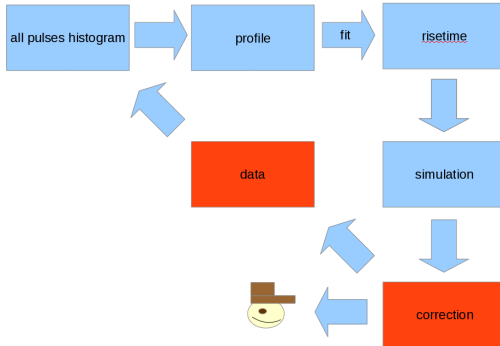 all pulses histogram
profile
fit
risetime
data
simulation
correction